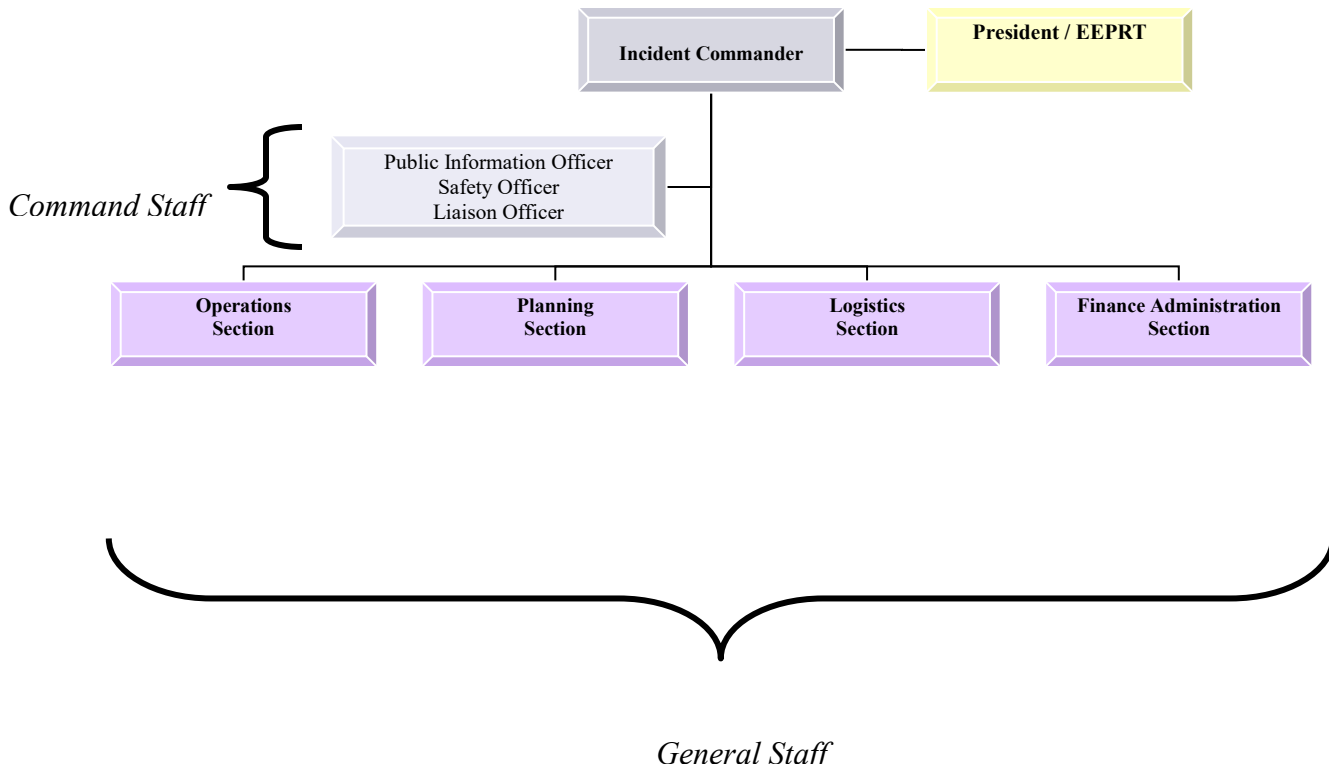 Incident Commander
President / EEPRT
Public Information Officer
Safety Officer
Liaison Officer
Command Staff
Operations
Section
Planning
Section
Logistics
Section
Finance Administration
Section
General Staff